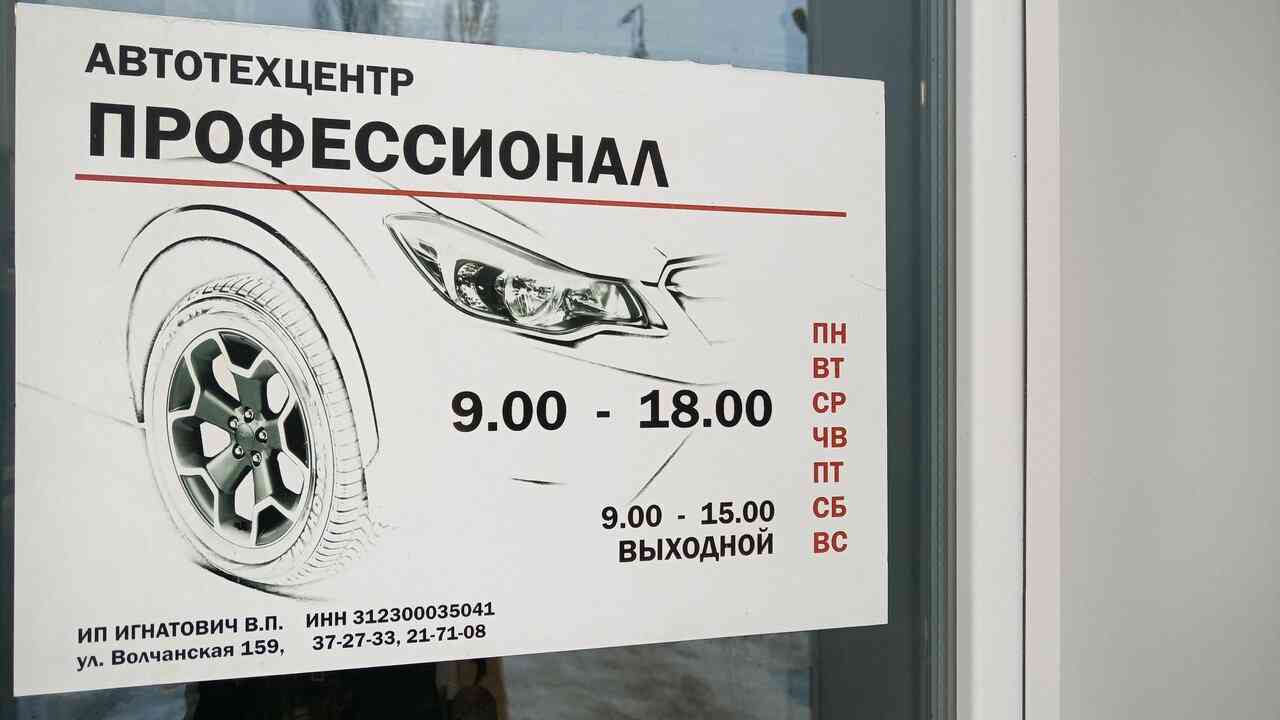 АВТОТЕХЦЕНТР
ПРОФЕССИОНАЛ
ПН
ВТ
СР
9.00 - 18.00
ЧВ
ПТ
9.00 - 15.00 СБ
ВЫХОДНОЙ ВС
ИП ИГНАТОВИЧ В.П. ИНН 312300035041
ул. Волчанская 159, 37-27-33, 21-71-08